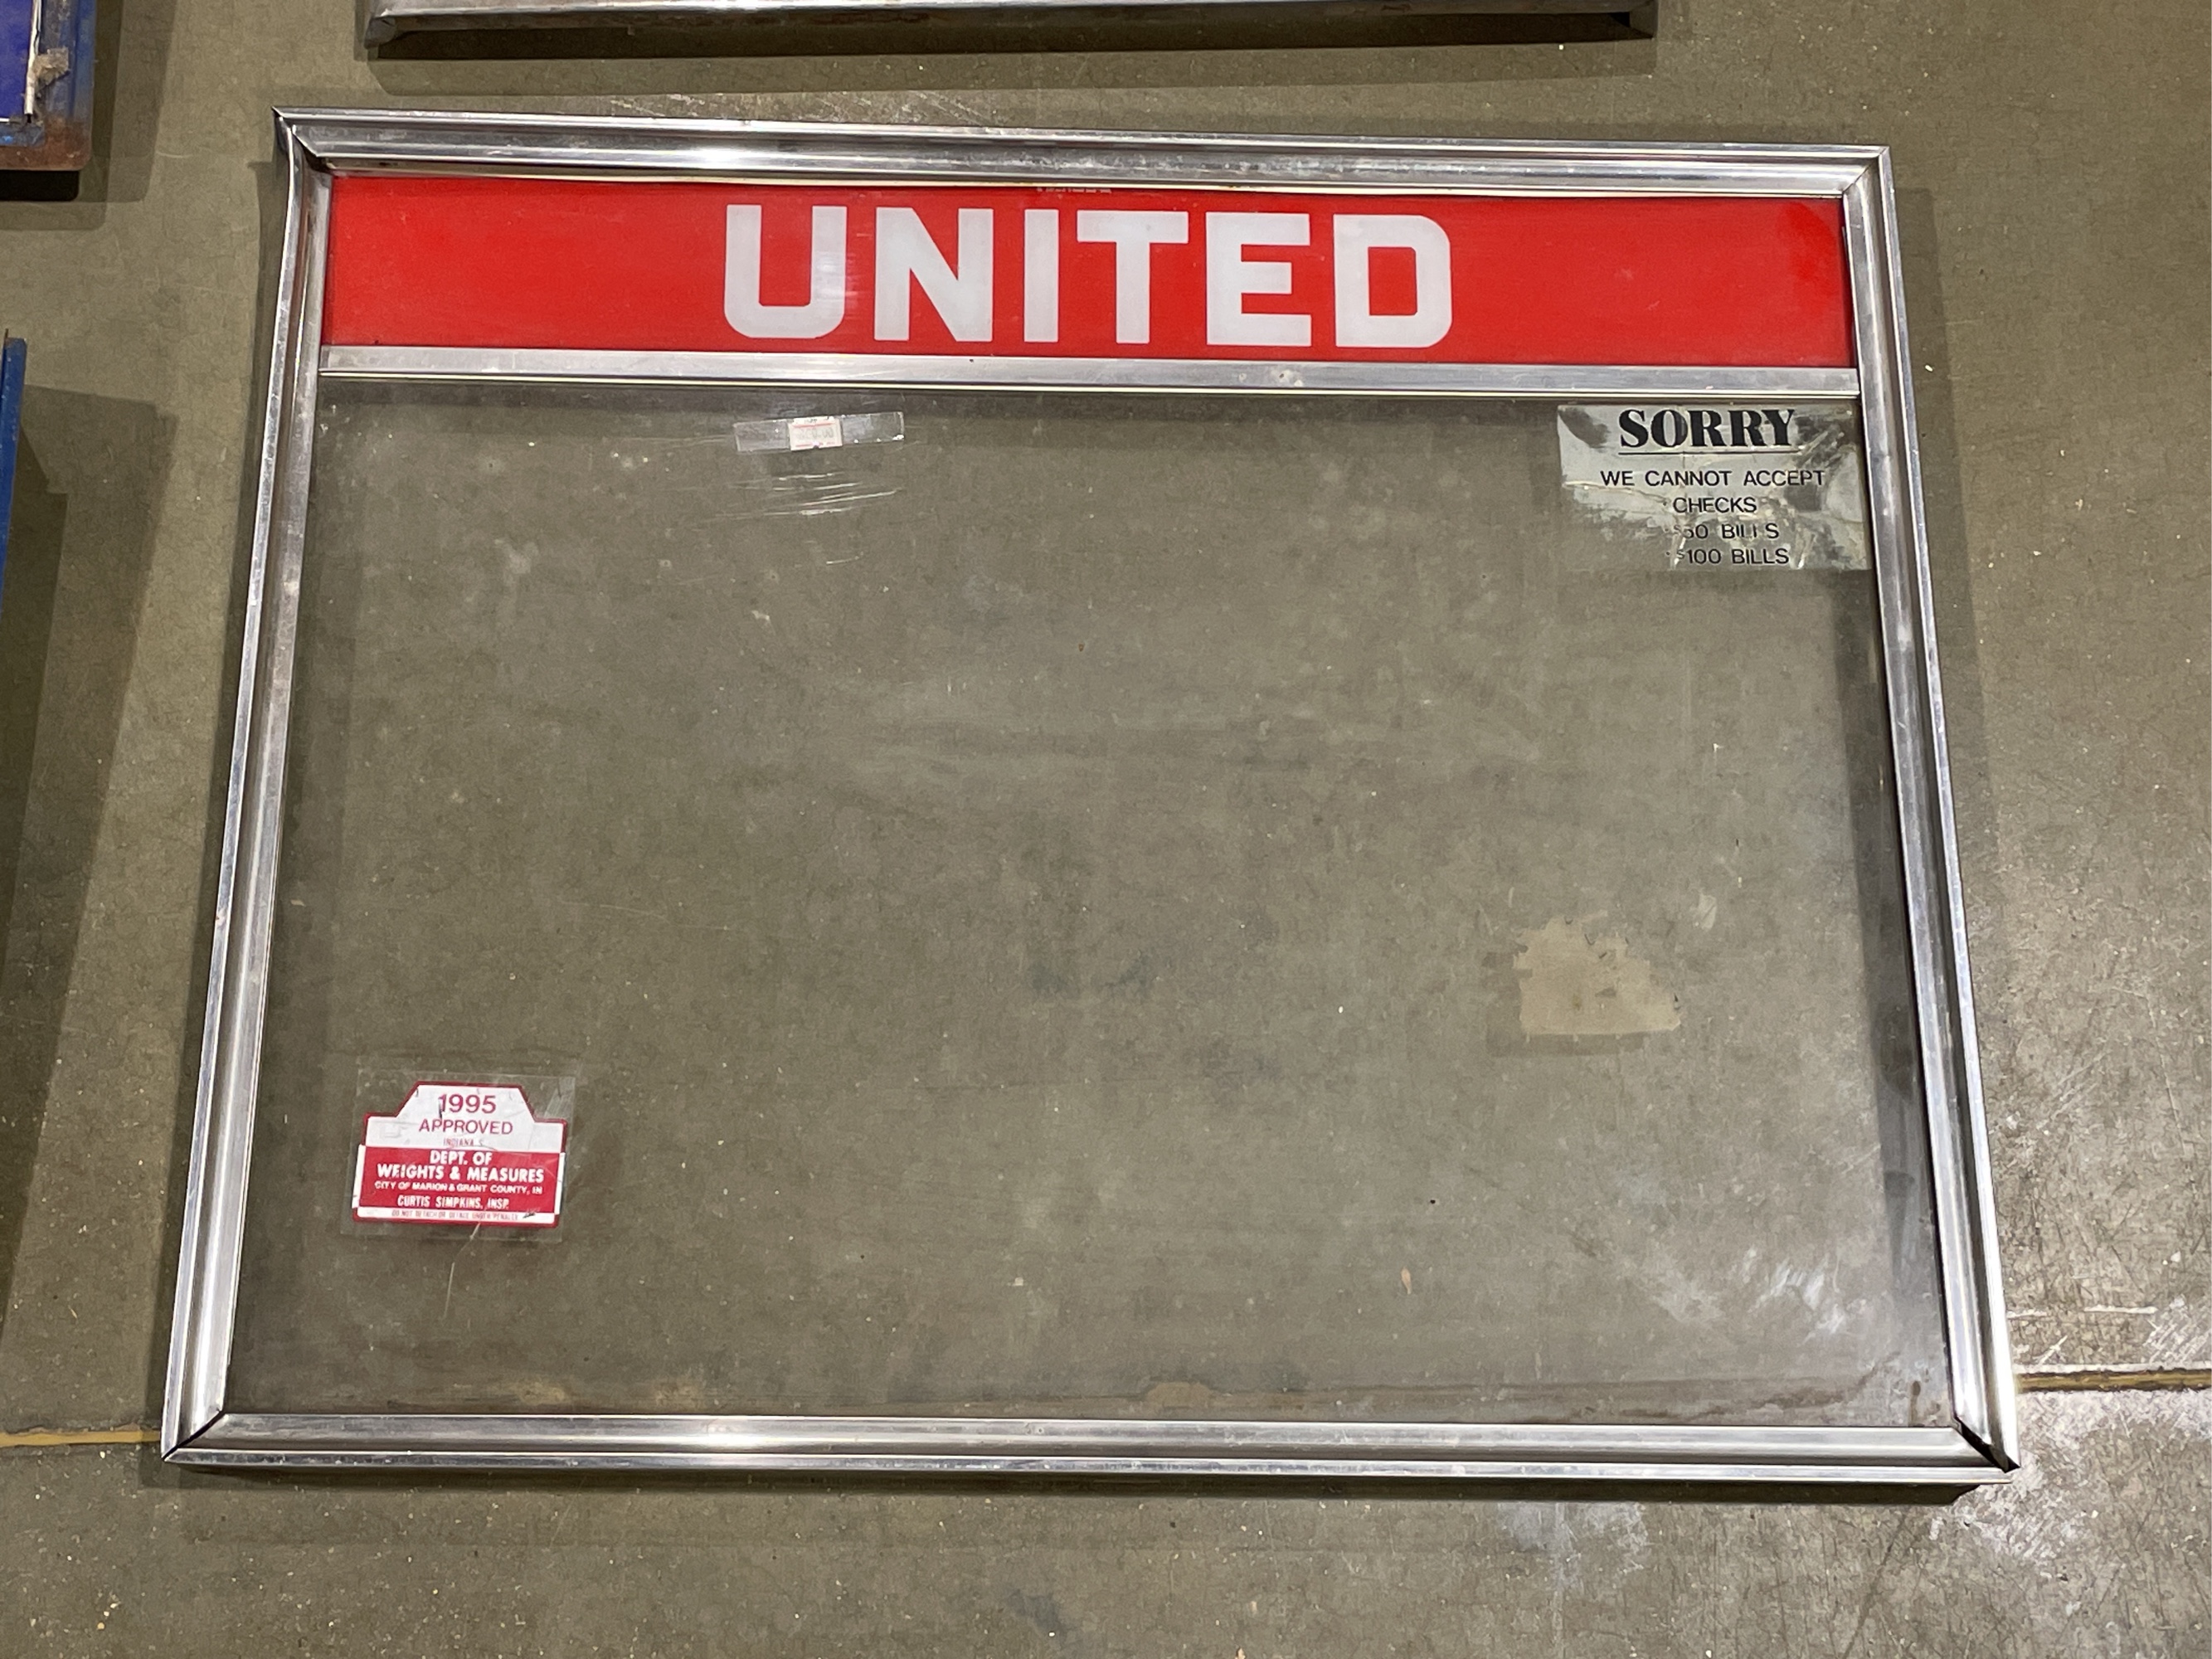 UNITED
SORRY
WE CANNOT ACCEPT
CHECKS
$50 BILLS
$100 BILLS
1995
APPROVED
INDIANA
DEPT. OF
WEIGHTS & MEASURES
CITY OF MARION & GRANT COUNTY, IN
CURTIS SIMPKINS, INSP.